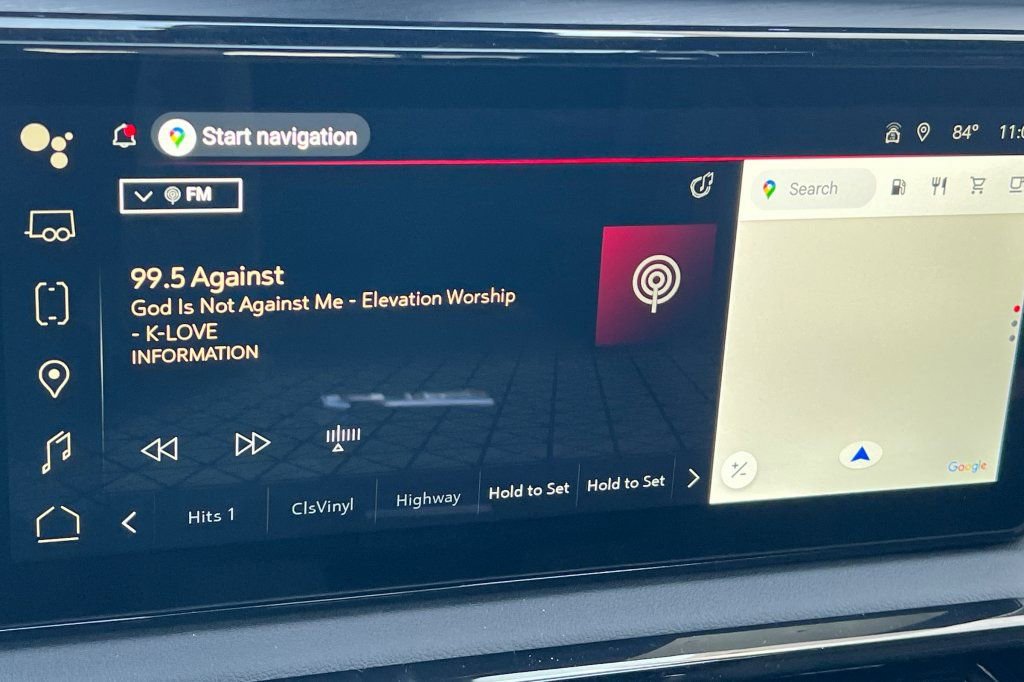 Start navigation
84°
FM
Search
99.5 Against
God Is Not Against Me - Elevation Worship
- K-LOVE
INFORMATION
Hits 1
ClsVinyl
Highway
Hold to Set
Hold to Set
Google